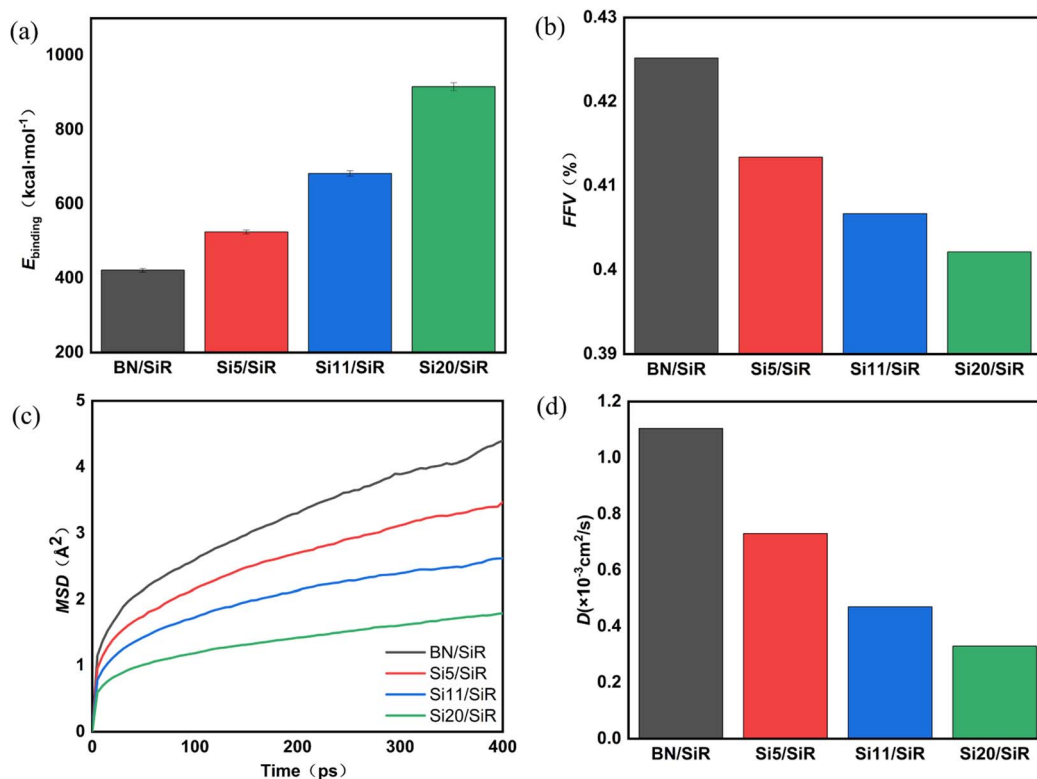 (a)
1000
800
600
400
200
E_binding（kcal·mol⁻¹）
BN/SiR Si5/SiR Si11/SiR Si20/SiR
(b)
0.43
0.42
0.41
0.4
0.39
FFV（%）
BN/SiR Si5/SiR Si11/SiR Si20/SiR
(c)
5
4
3
2
1
0
MSD（Å²）
BN/SiR
Si5/SiR
Si11/SiR
Si20/SiR
0 100 200 300 400
Time（ps）
(d)
1.2
1.0
0.8
0.6
0.4
0.2
0.0
D(×10⁻³cm²/s)
BN/SiR Si5/SiR Si11/SiR Si20/SiR